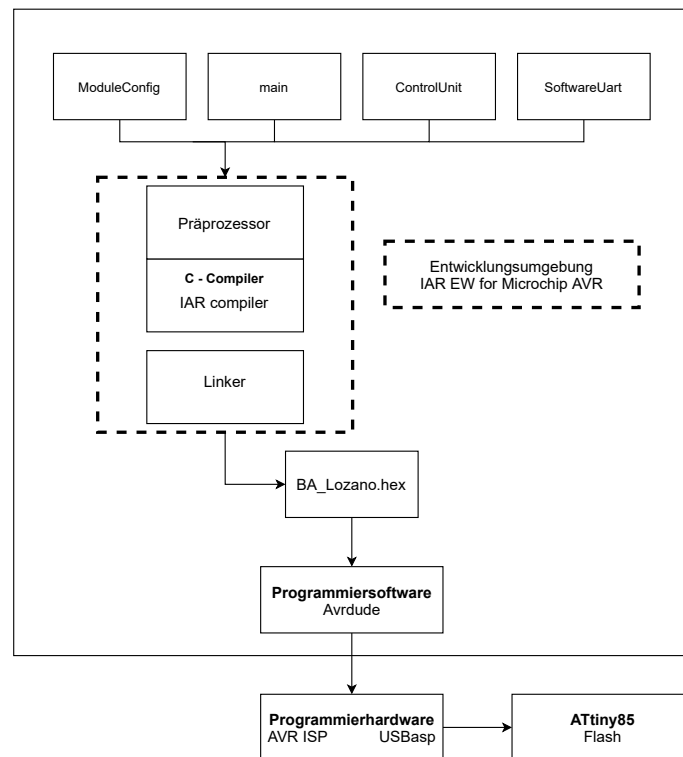 ModuleConfig
main
ControlUnit
SoftwareUart
Präprozessor
C - Compiler
IAR compiler
Entwicklungsumgebung
IAR EW for Microchip AVR
Linker
BA_Lozano.hex
Programmiersoftware
Avrdude
Programmierhardware
AVR ISP USBasp
ATtiny85
Flash